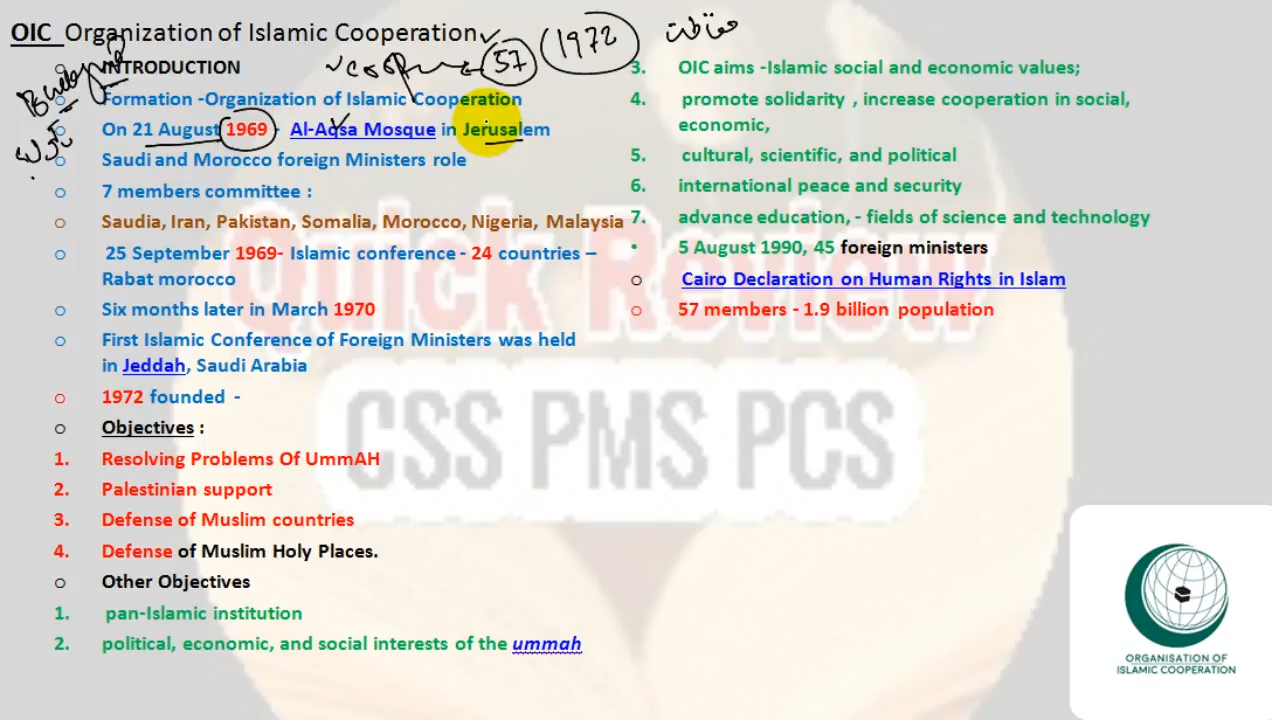 OIC Organization of Islamic Cooperation
57
1972
INTRODUCTION
Formation -Organization of Islamic Cooperation
On 21 August 1969 - Al-Aqsa Mosque in Jerusalem
Saudi and Morocco foreign Ministers role
7 members committee :
Saudia, Iran, Pakistan, Somalia, Morocco, Nigeria, Malaysia
25 September 1969- Islamic conference - 24 countries –
Rabat morocco
Six months later in March 1970
First Islamic Conference of Foreign Ministers was held
in Jeddah, Saudi Arabia
1972 founded -
Objectives :
1. Resolving Problems Of UmmAH
2. Palestinian support
3. Defense of Muslim countries
4. Defense of Muslim Holy Places.
Other Objectives
1. pan-Islamic institution
2. political, economic, and social interests of the ummah
3. OIC aims -Islamic social and economic values;
4. promote solidarity , increase cooperation in social,
economic,
5. cultural, scientific, and political
6. international peace and security
7. advance education, - fields of science and technology
5 August 1990, 45 foreign ministers
Cairo Declaration on Human Rights in Islam
57 members - 1.9 billion population
Quick Review
CSS PMS PCS
ORGANISATION OF
ISLAMIC COOPERATION